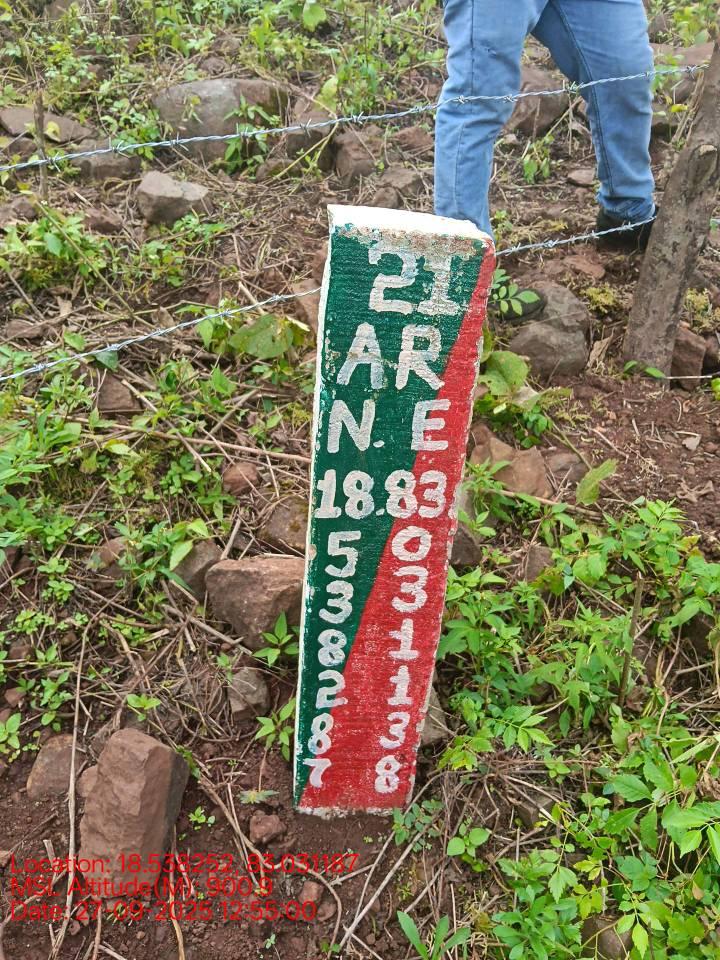 21
A R
N. E
18.83
5 0
3 3
8 1
2 1
8 3
7 8
Location: 18.538252, 83.031187
MSL Altitude(M): 900.9
Date: 27-09-2025 12:55:00